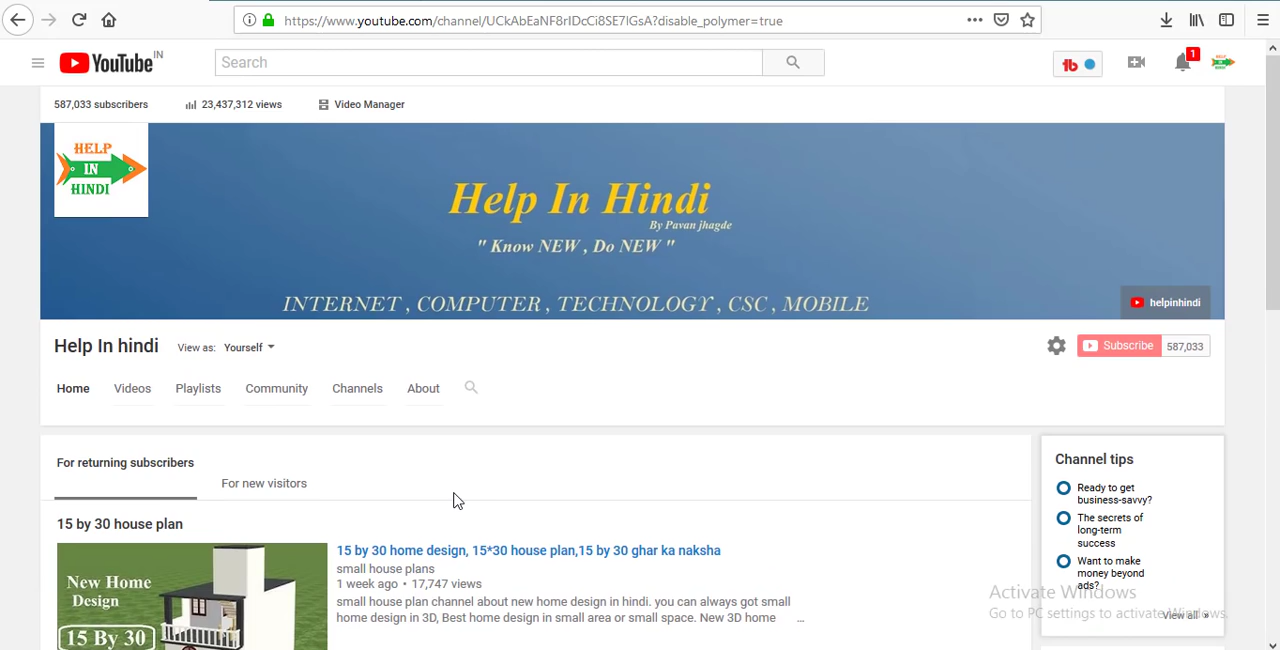 https://www.youtube.com/channel/UCkAbEaNF8rIDcCi8SE7lGsA?disable_polymer=true
YouTube IN
Search
1
587,033 subscribers
23,437,312 views
Video Manager
HELP
IN
HINDI
Help In Hindi
By Pavan jhagde
" Know NEW , Do NEW "
INTERNET , COMPUTER , TECHNOLOGY , CSC , MOBILE
helpinhindi
Help In hindi
View as: Yourself
Subscribe 587,033
Home Videos Playlists Community Channels About
For returning subscribers
For new visitors
15 by 30 house plan
New Home
Design
15 By 30
15 by 30 home design, 15*30 house plan,15 by 30 ghar ka naksha
small house plans
1 week ago • 17,747 views
small house plan channel about new home design in hindi. you can always got small
home design in 3D, Best home design in small area or small space. New 3D home ...
Channel tips
Ready to get
business-savvy?
The secrets of
long-term
success
Want to make
money beyond
ads?
View all »
Activate Windows
Go to PC settings to activate Windows.